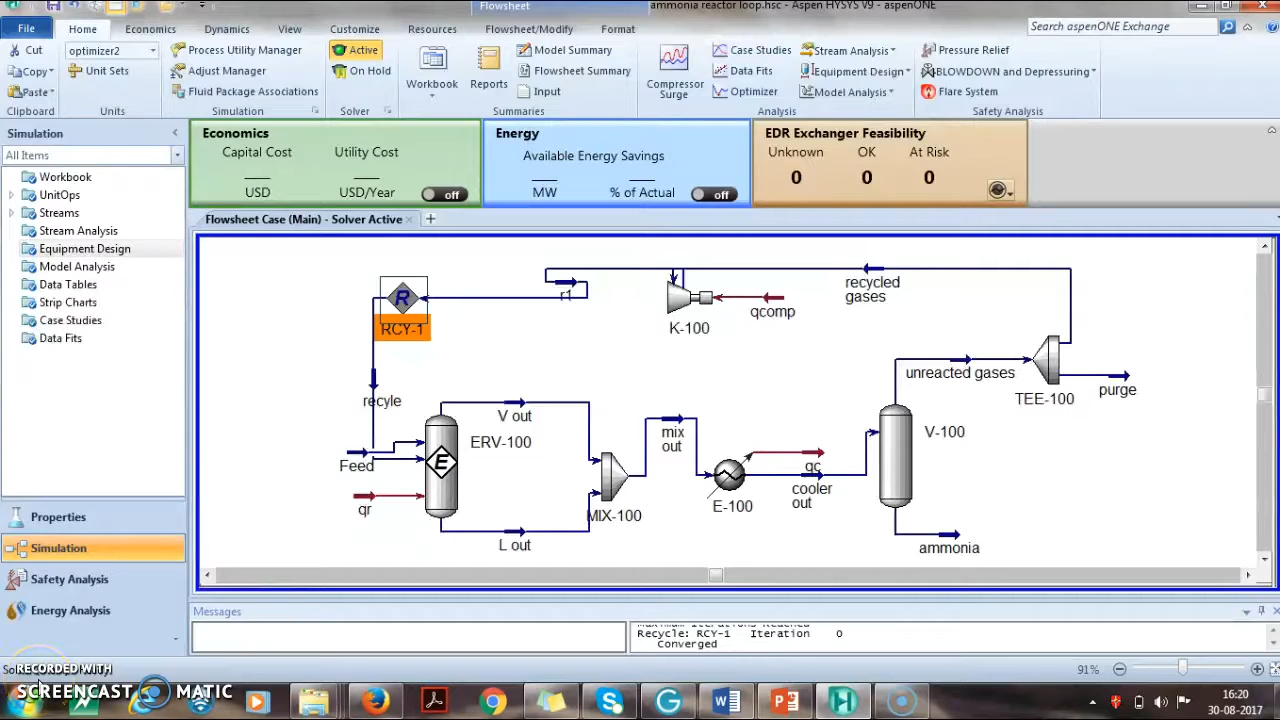 Flowsheet
ammonia reactor loop.hsc - Aspen HYSYS V9 - aspenONE
File Home Economics Dynamics View Customize Resources Flowsheet/Modify Format
Search aspenONE Exchange
Cut
Copy
Paste
Clipboard
optimizer2
Unit Sets
Units
Process Utility Manager
Adjust Manager
Fluid Package Associations
Simulation
Active
On Hold
Solver
Workbook
Reports
Model Summary
Flowsheet Summary
Input
Summaries
Compressor
Surge
Case Studies
Data Fits
Optimizer
Stream Analysis
Equipment Design
Model Analysis
Analysis
Pressure Relief
BLOWDOWN and Depressuring
Flare System
Safety Analysis
Simulation
All Items
Workbook
UnitOps
Streams
Stream Analysis
Equipment Design
Model Analysis
Data Tables
Strip Charts
Case Studies
Data Fits
Properties
Simulation
Safety Analysis
Energy Analysis
Economics
Capital Cost Utility Cost
USD USD/Year off
Energy
Available Energy Savings
MW % of Actual off
EDR Exchanger Feasibility
Unknown OK At Risk
0 0 0
Flowsheet Case (Main) - Solver Active
R
RCY-1
r1
K-100
qcomp
recycled
gases
unreacted gases
TEE-100
purge
recyle
V out
ERV-100
E
Feed
qr
L out
mix
out
MIX-100
E-100
qc
cooler
out
V-100
ammonia
Messages
Recycle: RCY-1 Iteration 0
Converged
91%
RECORDED WITH
SCREENCAST MATIC
16:20
30-08-2017